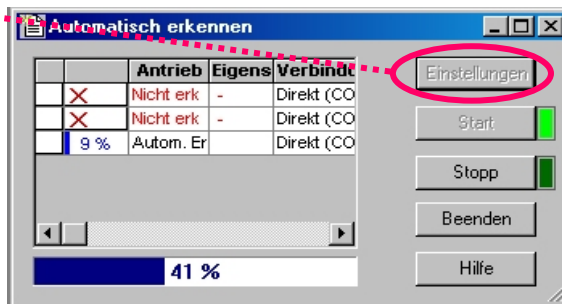 Automatisch erkennen
Antrieb Eigens Verbindu
Nicht erk - Direkt (CO
Nicht erk - Direkt (CO
9 % Autom. Er Direkt (CO
41 %
Einstellungen
Start
Stopp
Beenden
Hilfe